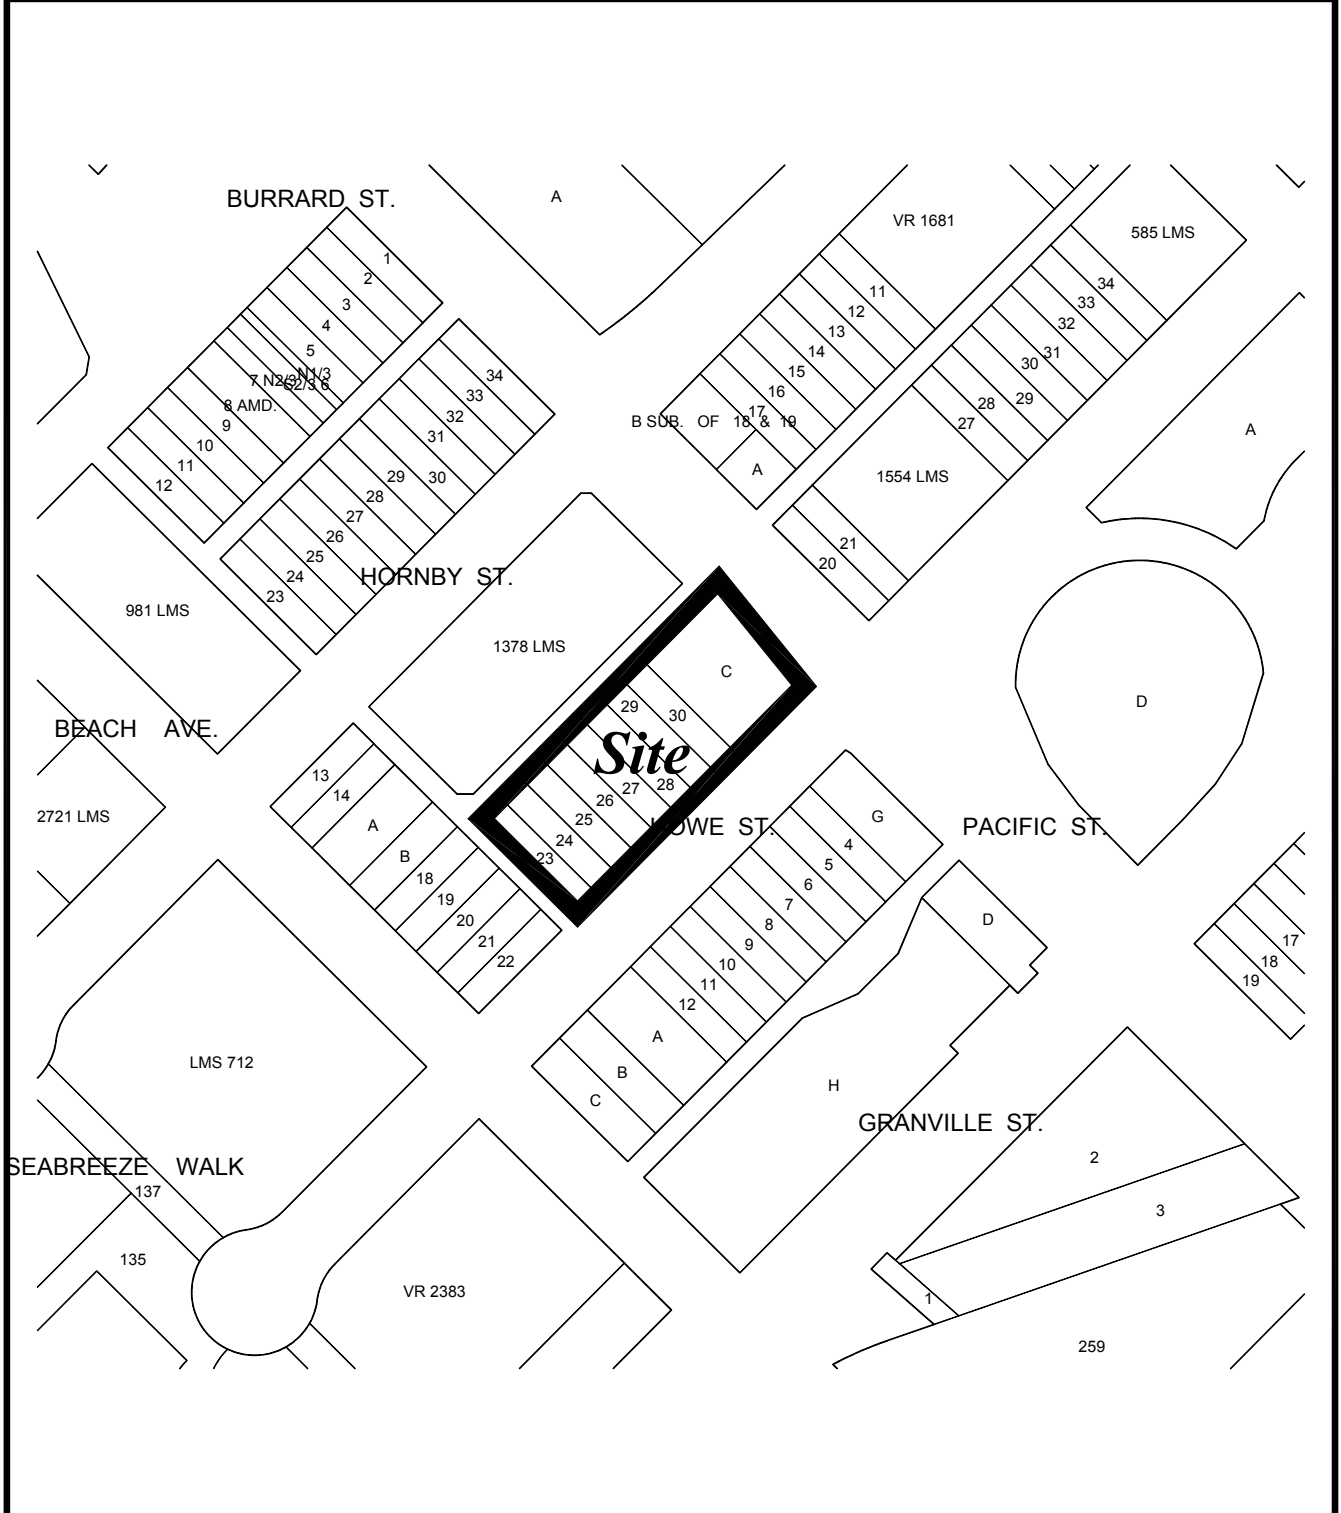 BURRARD ST.
A
VR 1681
585 LMS
1
2
3
4
5
7 N2/3
N1/3
S2/3 6
8 AMD.
9
10
11
12
34
33
32
31
30
29
28
27
26
25
24
23
11
12
13
14
15
16
17
B SUB. OF 18 & 19
A
34
33
32
31
30
29
28
27
1554 LMS
21
20
A
HORNBY ST.
981 LMS
1378 LMS
C
D
29
30
Site
28
27
26
25
24
23
BEACH AVE.
2721 LMS
13
14
A
B
18
19
20
21
22
HOWE ST.
PACIFIC ST.
G
4
5
6
7
8
9
10
11
12
A
B
C
D
17
18
19
LMS 712
H
GRANVILLE ST.
SEABREEZE WALK
137
135
VR 2383
2
3
1
259